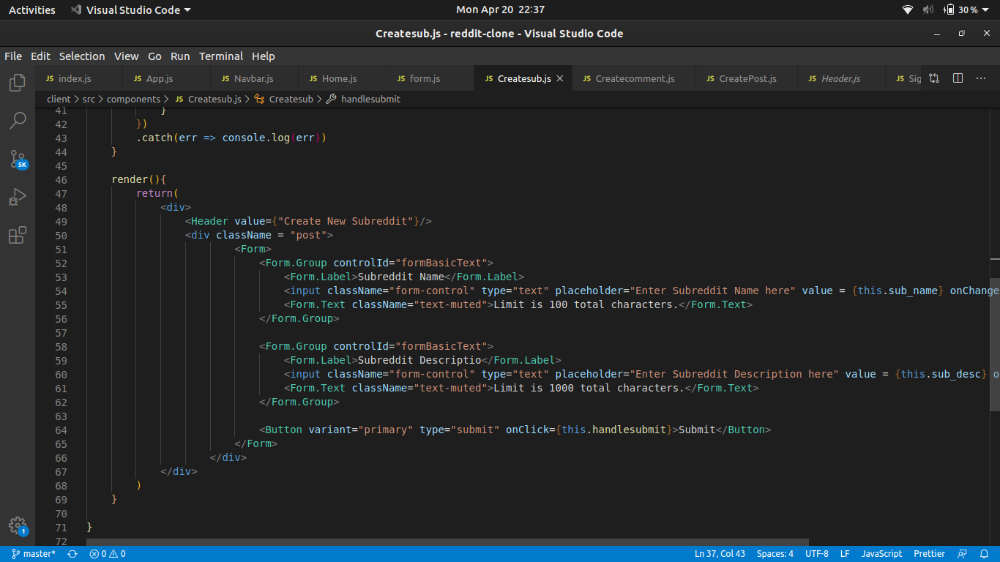 Activities Visual Studio Code Mon Apr 20 22:37 30%
Createsub.js - reddit-clone - Visual Studio Code
File Edit Selection View Go Run Terminal Help
JS index.js JS App.js JS Navbar.js JS Home.js JS form.js JS Createsub.js JS Createcomment.js JS CreatePost.js JS Header.js JS Sig
client > src > components > JS Createsub.js > Createsub > handlesubmit
41 }
42 })
43 .catch(err => console.log(err))
44 }
45
46 render(){
47 return(
48 <div>
49 <Header value={"Create New Subreddit"}/>
50 <div className = "post">
51 <Form>
52 <Form.Group controlId="formBasicText">
53 <Form.Label>Subreddit Name</Form.Label>
54 <input className="form-control" type="text" placeholder="Enter Subreddit Name here" value = {this.sub_name} onChange
55 <Form.Text className="text-muted">Limit is 100 total characters.</Form.Text>
56 </Form.Group>
57
58 <Form.Group controlId="formBasicText">
59 <Form.Label>Subreddit Descriptio</Form.Label>
60 <input className="form-control" type="text" placeholder="Enter Subreddit Description here" value = {this.sub_desc} o
61 <Form.Text className="text-muted">Limit is 1000 total characters.</Form.Text>
62 </Form.Group>
63
64 <Button variant="primary" type="submit" onClick={this.handlesubmit}>Submit</Button>
65 </Form>
66 </div>
67 </div>
68 )
69 }
70
71 }
72
5K
1
master* 0 0 Ln 37, Col 43 Spaces: 4 UTF-8 LF JavaScript Prettier